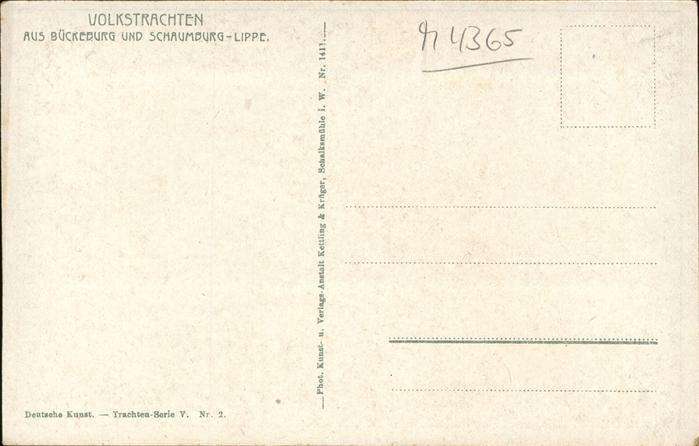 VOLKSTRACHTEN
AUS BÜCKEBURG UND SCHAUMBURG-LIPPE.
4365
Phot. Kunst- u. Verlags-Anstalt Kettling & Krüger, Schalksmühle i. W. Nr. 1411.
Deutsche Kunst. — Trachten-Serie V. Nr. 2.